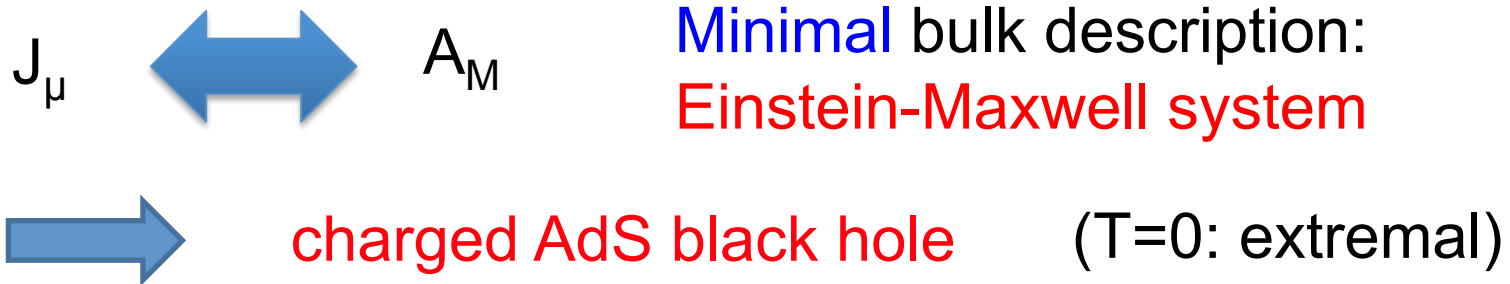 J_μ A_M Minimal bulk description:
Einstein-Maxwell system
charged AdS black hole (T=0: extremal)